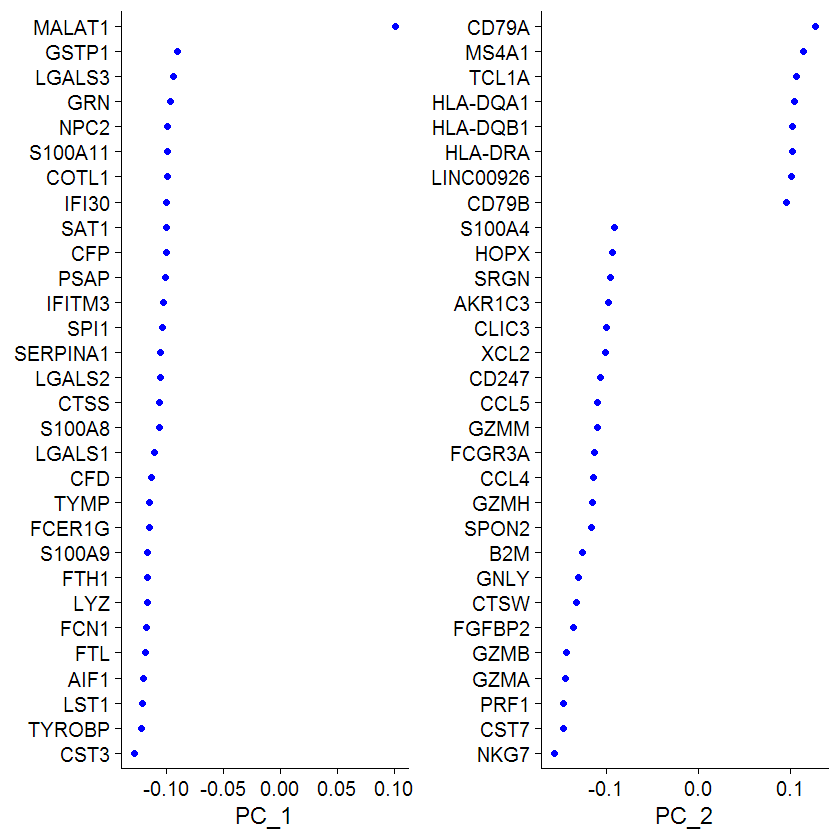 MALAT1
GSTP1
LGALS3
GRN
NPC2
S100A11
COTL1
IFI30
SAT1
CFP
PSAP
IFITM3
SPI1
SERPINA1
LGALS2
CTSS
S100A8
LGALS1
CFD
TYMP
FCER1G
S100A9
FTH1
LYZ
FCN1
FTL
AIF1
LST1
TYROBP
CST3
-0.10 -0.05 0.00 0.05 0.10
PC_1
CD79A
MS4A1
TCL1A
HLA-DQA1
HLA-DQB1
HLA-DRA
LINC00926
CD79B
S100A4
HOPX
SRGN
AKR1C3
CLIC3
XCL2
CD247
CCL5
GZMM
FCGR3A
CCL4
GZMH
SPON2
B2M
GNLY
CTSW
FGFBP2
GZMB
GZMA
PRF1
CST7
NKG7
-0.1 0.0 0.1
PC_2